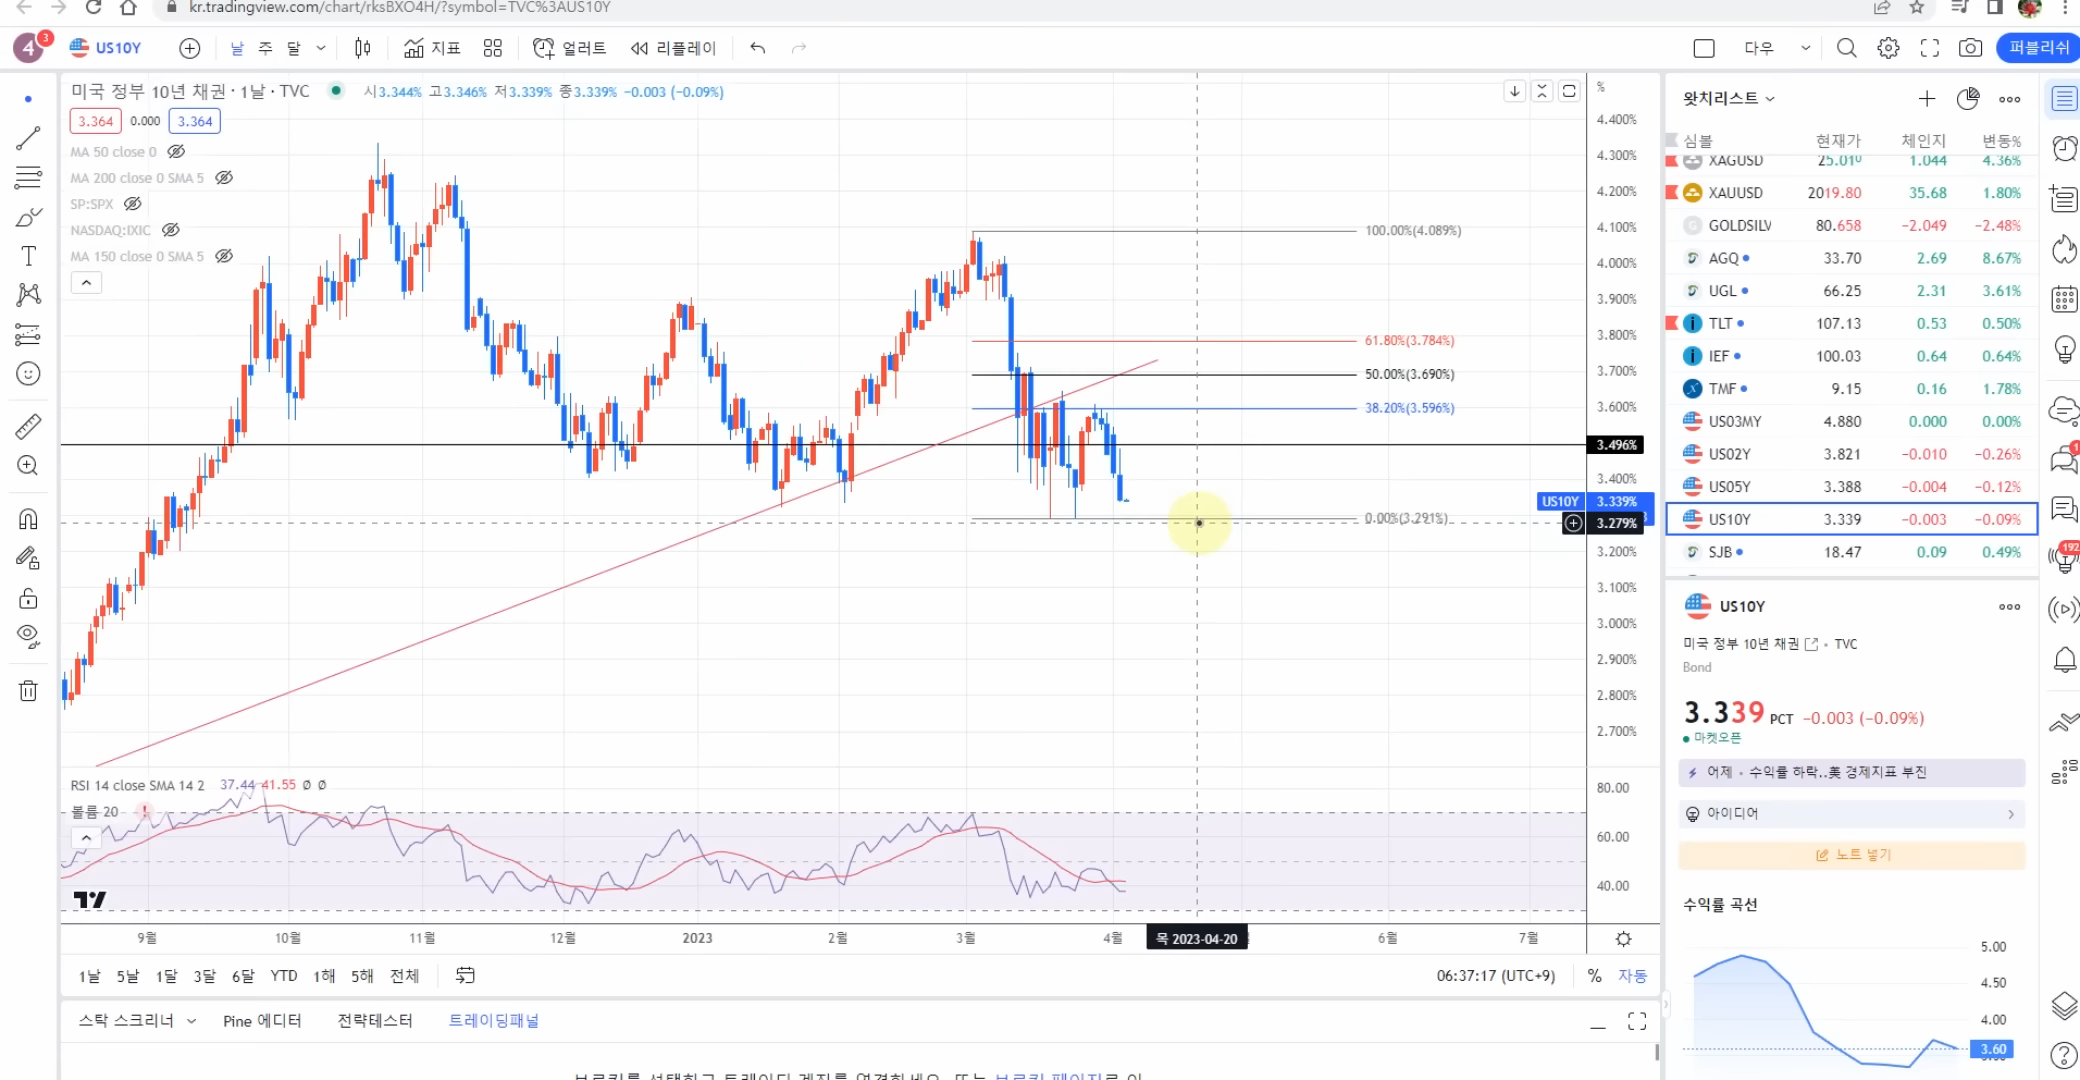 kr.tradingview.com/chart/rksBXO4H/?symbol=TVC%3AUS10Y
4 3 US10Y 날 주 달 지표 얼러트 리플레이 다우 퍼블리쉬
미국 정부 10년 채권 · 1날 · TVC 시3.344% 고3.346% 저3.339% 종3.339% −0.003 (−0.09%)
3.364 0.000 3.364
MA 50 close 0
MA 200 close 0 SMA 5
SP:SPX
NASDAQ:IXIC
MA 150 close 0 SMA 5
100.00%(4.089%)
61.80%(3.784%)
50.00%(3.690%)
38.20%(3.596%)
0.00%(3.291%)
%
4.400%
4.300%
4.200%
4.100%
4.000%
3.900%
3.800%
3.700%
3.600%
3.496%
3.400%
US10Y 3.339%
3.279%
3.200%
3.100%
3.000%
2.900%
2.800%
2.700%
RSI 14 close SMA 14 2 37.44 41.55 ∅ ∅
볼륨 20
80.00
60.00
40.00
9월 10월 11월 12월 2023 2월 3월 4월 목 2023-04-20 6월 7월
1날 5날 1달 3달 6달 YTD 1해 5해 전체 06:37:17 (UTC+9) % 자동
스탁 스크리너 Pine 에디터 전략테스터 트레이딩패널
왓치리스트
심볼 현재가 체인지 변동%
XAGUSD 25.010 1.044 4.36%
XAUUSD 2019.80 35.68 1.80%
GOLDSILV 80.658 −2.049 −2.48%
AGQ 33.70 2.69 8.67%
UGL 66.25 2.31 3.61%
TLT 107.13 0.53 0.50%
IEF 100.03 0.64 0.64%
TMF 9.15 0.16 1.78%
US03MY 4.880 0.000 0.00%
US02Y 3.821 −0.010 −0.26%
US05Y 3.388 −0.004 −0.12%
US10Y 3.339 −0.003 −0.09%
SJB 18.47 0.09 0.49%
US10Y
미국 정부 10년 채권 · TVC
Bond
3.339 PCT −0.003 (−0.09%)
마켓오픈
어제 · 수익률 하락..美 경제지표 부진
아이디어
노트 넣기
수익률 곡선
5.00
4.50
4.00
3.60
192